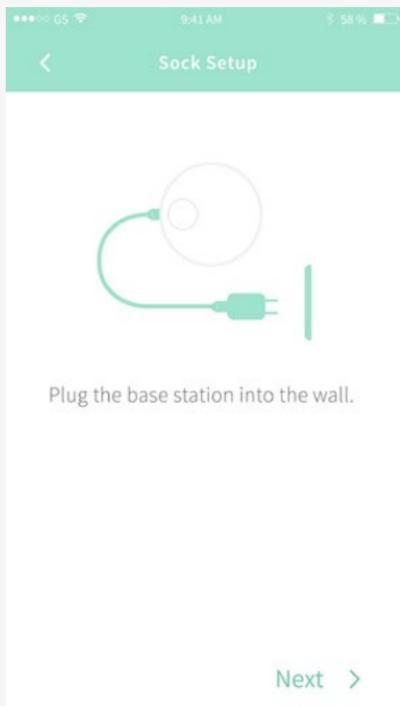 GS 9:41 AM 58%
Sock Setup
Plug the base station into the wall.
Next